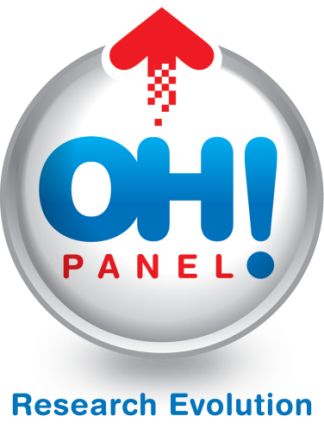 OH!
PANEL
Research Evolution